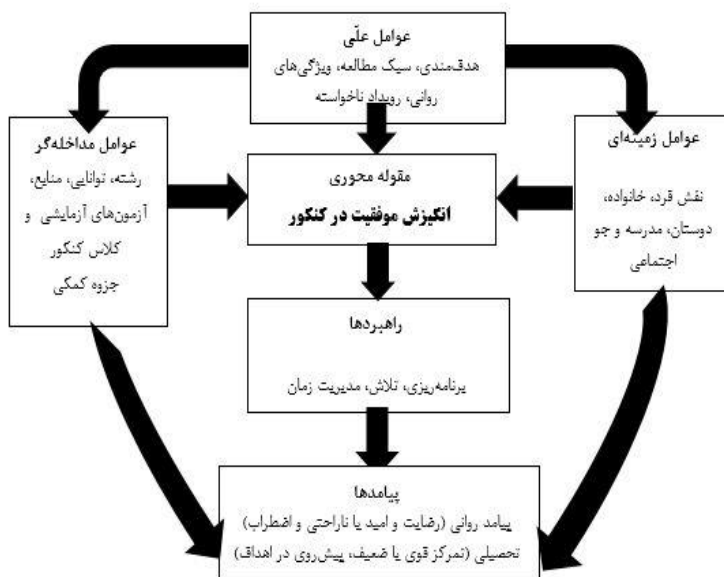 عوامل علّی
هدف‌مندی، سبک مطالعه، ویژگی‌های
روانی، رویداد ناخواسته
عوامل زمینه‌ای
نقش فرد، خانواده،
دوستان، مدرسه و جو
اجتماعی
مقوله محوری
انگیزش موفقیت در کنکور
عوامل مداخله‌گر
رشته، توانایی، منابع،
آزمون‌های آزمایشی و
کلاس کنکور
جزوه کمکی
راهبردها
برنامه‌ریزی، تلاش، مدیریت زمان
پیامدها
پیامد روانی (رضایت و امید یا ناراحتی و اضطراب)
تحصیلی (تمرکز قوی یا ضعیف، پیش‌روی در اهداف)